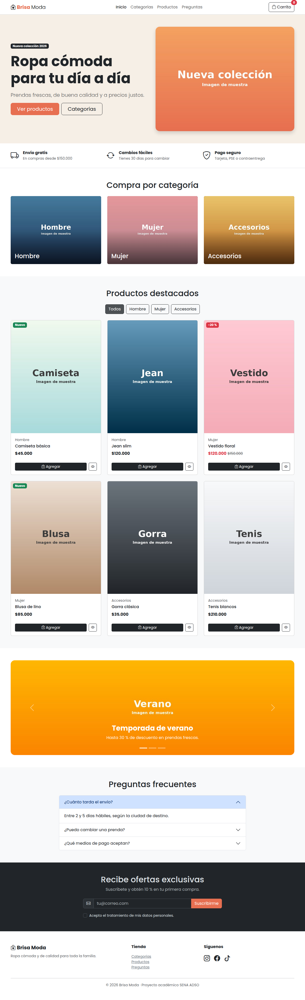 Brisa Moda
Inicio Categorías Productos Preguntas
Carrito
0
Nueva colección 2026
Ropa cómoda
para tu día a día
Prendas frescas, de buena calidad y a precios justos.
Ver productos
Categorías
Nueva colección
Imagen de muestra
Envío gratis
En compras desde $150.000
Cambios fáciles
Tienes 30 días para cambiar
Pago seguro
Tarjeta, PSE o contraentrega
Compra por categoría
Hombre
Imagen de muestra
Hombre
Mujer
Imagen de muestra
Mujer
Accesorios
Imagen de muestra
Accesorios
Productos destacados
Todos
Hombre
Mujer
Accesorios
Nuevo
Camiseta
Imagen de muestra
Hombre
Camiseta básica
$45.000
Agregar
Jean
Imagen de muestra
Hombre
Jean slim
$120.000
Agregar
-20 %
Vestido
Imagen de muestra
Mujer
Vestido floral
$120.000 $150.000
Agregar
Nuevo
Blusa
Imagen de muestra
Mujer
Blusa de lino
$85.000
Agregar
Gorra
Imagen de muestra
Accesorios
Gorra clásica
$35.000
Agregar
Tenis
Imagen de muestra
Accesorios
Tenis blancos
$210.000
Agregar
Verano
Imagen de muestra
Temporada de verano
Hasta 30 % de descuento en prendas frescas.
Preguntas frecuentes
¿Cuánto tarda el envío?
Entre 2 y 5 días hábiles, según la ciudad de destino.
¿Puedo cambiar una prenda?
¿Qué medios de pago aceptan?
Recibe ofertas exclusivas
Suscríbete y obtén 10 % en tu primera compra.
tu@correo.com
Suscribirme
Acepto el tratamiento de mis datos personales.
Brisa Moda
Ropa cómoda y de calidad para toda la familia.
Tienda
Categorías
Productos
Preguntas
Síguenos
© 2026 Brisa Moda · Proyecto académico SENA ADSO